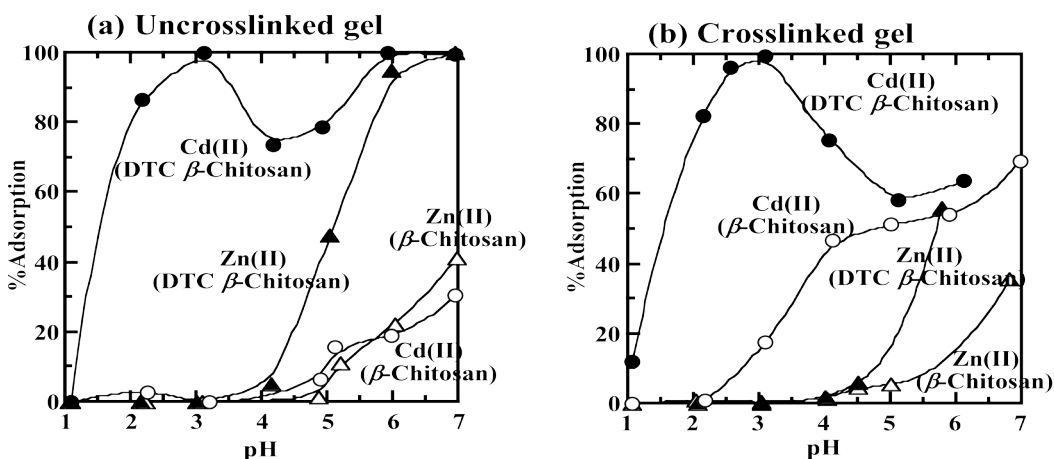 (a) Uncrosslinked gel
%Adsorption
100
80
60
40
20
0
Cd(II)
(DTC β-Chitosan)
Zn(II)
(DTC β-Chitosan)
Zn(II)
(β-Chitosan)
Cd(II)
(β-Chitosan)
1 2 3 4 5 6 7
pH
(b) Crosslinked gel
%Adsorption
100
80
60
40
20
0
Cd(II)
(DTC β-Chitosan)
Cd(II)
(β-Chitosan)
Zn(II)
(DTC β-Chitosan)
Zn(II)
(β-Chitosan)
1 2 3 4 5 6 7
pH